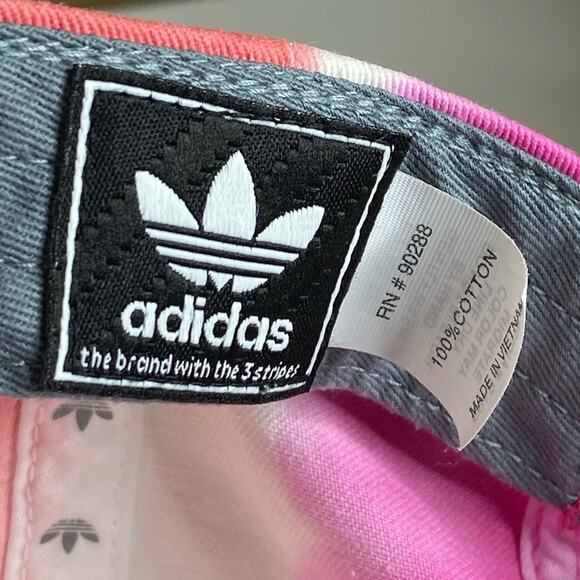 adidas
the brand with the 3 stripes
RN # 90288
100% COTTON
MADE IN VIETNAM